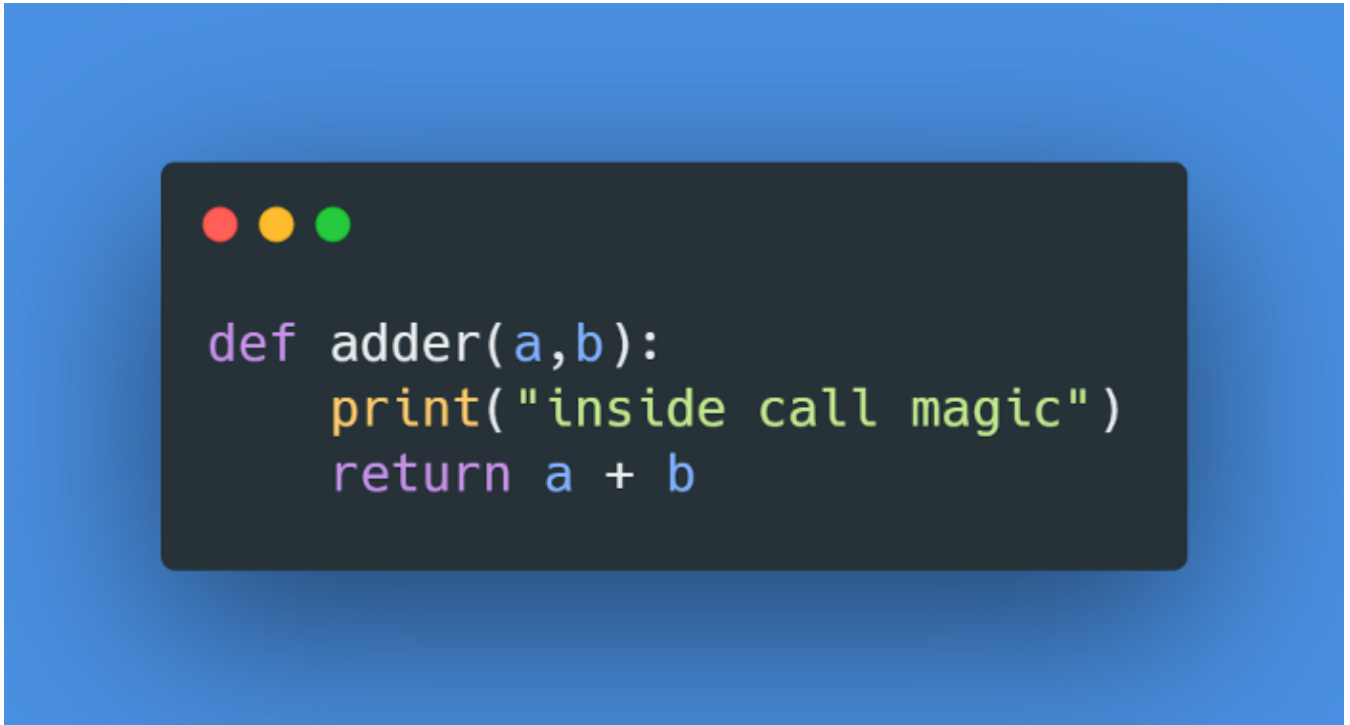 def adder(a,b):
    print("inside call magic")
    return a + b